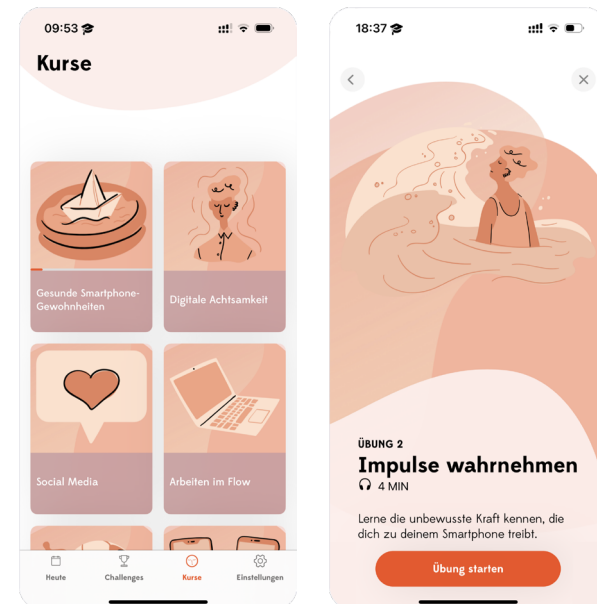 09:53
Kurse
Gesunde Smartphone-
Gewohnheiten
Digitale Achtsamkeit
Social Media
Arbeiten im Flow
Heute
Challenges
Kurse
Einstellungen
18:37
ÜBUNG 2
Impulse wahrnehmen
4 MIN
Lerne die unbewusste Kraft kennen, die
dich zu deinem Smartphone treibt.
Übung starten